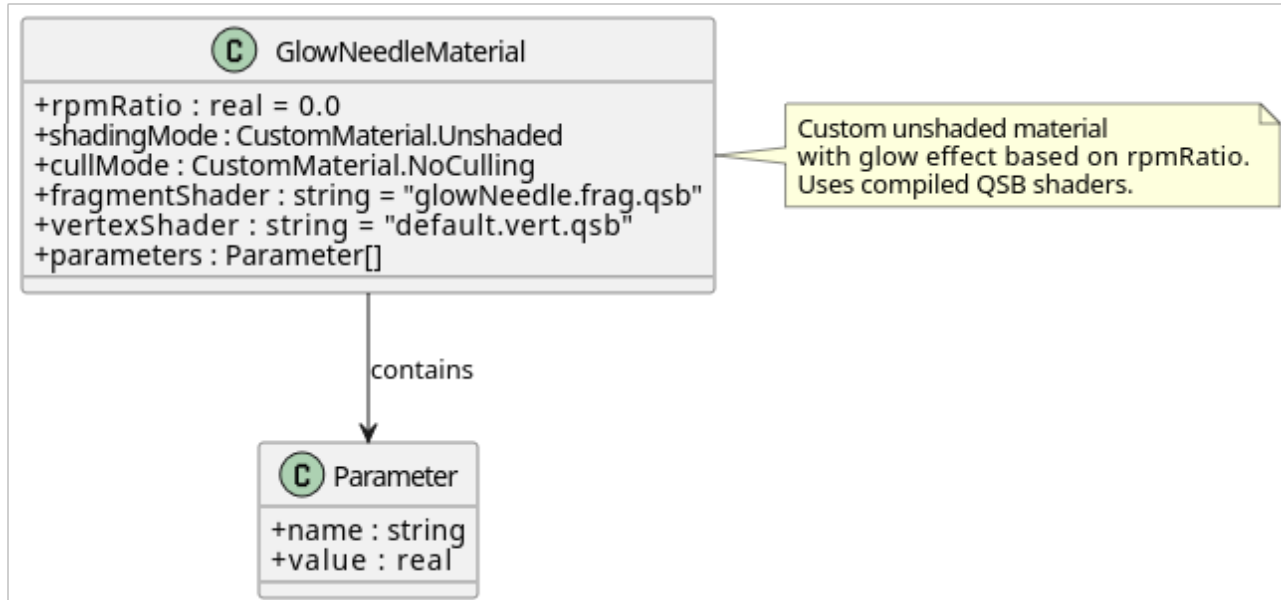 C GlowNeedleMaterial
+rpmRatio : real = 0.0
+shadingMode : CustomMaterial.Unshaded
+cullMode : CustomMaterial.NoCulling
+fragmentShader : string = "glowNeedle.frag.qsb"
+vertexShader : string = "default.vert.qsb"
+parameters : Parameter[]
Custom unshaded material
with glow effect based on rpmRatio.
Uses compiled QSB shaders.
contains
C Parameter
+name : string
+value : real